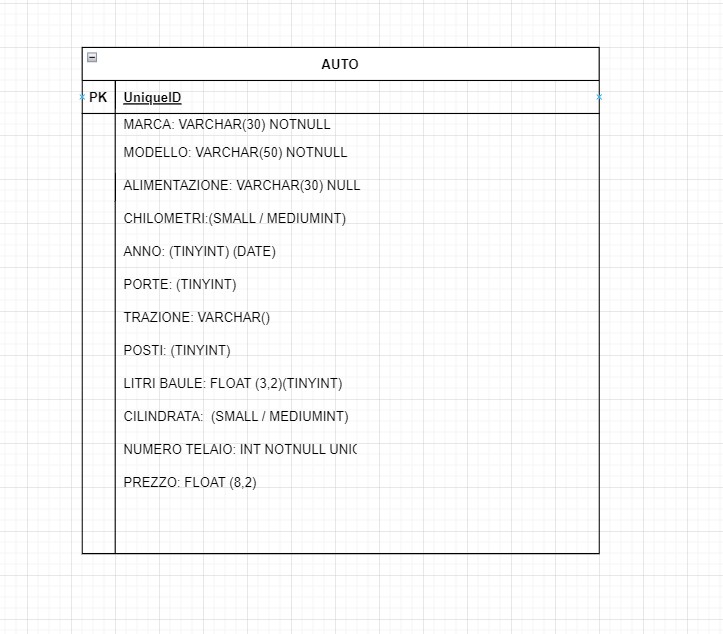 AUTO
PK UniqueID
MARCA: VARCHAR(30) NOTNULL
MODELLO: VARCHAR(50) NOTNULL
ALIMENTAZIONE: VARCHAR(30) NULL
CHILOMETRI:(SMALL / MEDIUMINT)
ANNO: (TINYINT) (DATE)
PORTE: (TINYINT)
TRAZIONE: VARCHAR()
POSTI: (TINYINT)
LITRI BAULE: FLOAT (3,2)(TINYINT)
CILINDRATA: (SMALL / MEDIUMINT)
NUMERO TELAIO: INT NOTNULL
PREZZO: FLOAT (8,2)